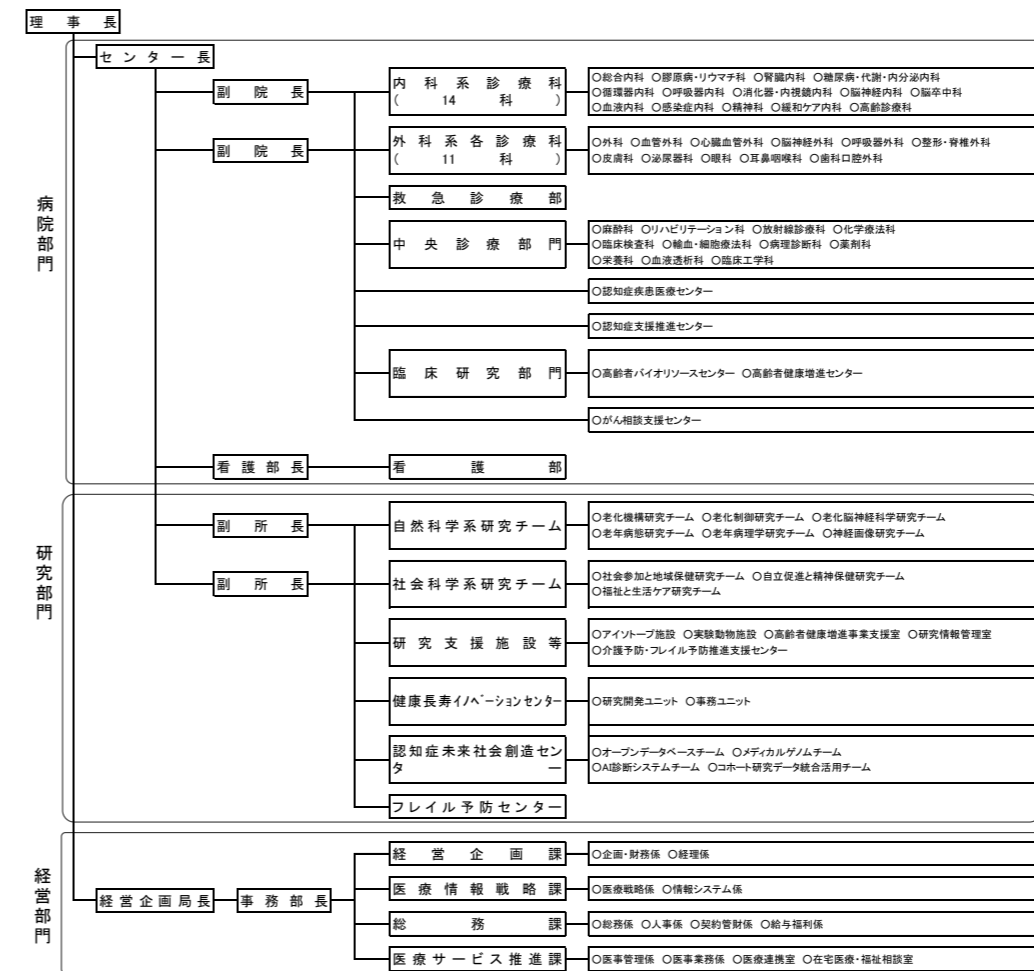 理事長
センター長
病院部門
副院長
内科系診療科
(14科)
○総合内科 ○膠原病・リウマチ科 ○腎臓内科 ○糖尿病・代謝・内分泌内科
○循環器内科 ○呼吸器内科 ○消化器・内視鏡内科 ○脳神経内科 ○脳卒中科
○血液内科 ○感染症内科 ○精神科 ○緩和ケア内科 ○高齢診療科
副院長
外科系各診療科
(11科)
○外科 ○血管外科 ○心臓血管外科 ○脳神経外科 ○呼吸器外科 ○整形・脊椎外科
○皮膚科 ○泌尿器科 ○眼科 ○耳鼻咽喉科 ○歯科口腔外科
救急診療部
中央診療部門
○麻酔科 ○リハビリテーション科 ○放射線診療科 ○化学療法科
○臨床検査科 ○輸血・細胞療法科 ○病理診断科 ○薬剤科
○栄養科 ○血液透析科 ○臨床工学科
○認知症疾患医療センター
○認知症支援推進センター
臨床研究部門
○高齢者バイオリソースセンター ○高齢者健康増進センター
○がん相談支援センター
看護部長
看護部
研究部門
副所長
自然科学系研究チーム
○老化機構研究チーム ○老化制御研究チーム ○老化脳神経科学研究チーム
○老年病態研究チーム ○老年病理学研究チーム ○神経画像研究チーム
副所長
社会科学系研究チーム
○社会参加と地域保健研究チーム ○自立促進と精神保健研究チーム
○福祉と生活ケア研究チーム
研究支援施設等
○アイソトープ施設 ○実験動物施設 ○高齢者健康増進事業支援室 ○研究情報管理室
○介護予防・フレイル予防推進支援センター
健康長寿イノベーションセンター
○研究開発ユニット ○事務ユニット
認知症未来社会創造セン
ター
○オープンデータベースチーム ○メディカルゲノムチーム
○AI診断システムチーム ○コホート研究データ統合活用チーム
フレイル予防センター
経営部門
経営企画局長
事務部長
経営企画課
○企画・財務係 ○経理係
医療情報戦略課
○医療戦略係 ○情報システム係
総務課
○総務係 ○人事係 ○契約管財係 ○給与福利係
医療サービス推進課
○医事管理係 ○医事業務係 ○医療連携室 ○在宅医療・福祉相談室